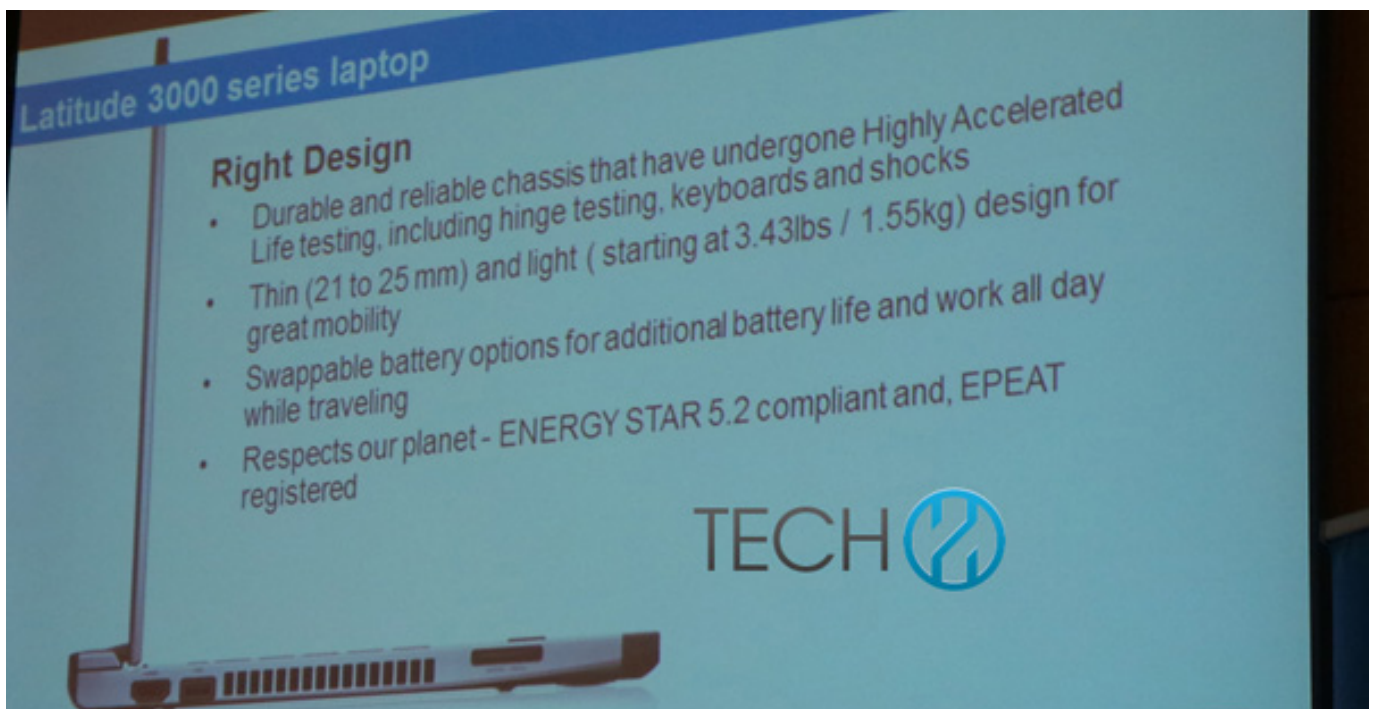 Latitude 3000 series laptop
Right Design
• Durable and reliable chassis that have undergone Highly Accelerated
Life testing, including hinge testing, keyboards and shocks
• Thin (21 to 25 mm) and light ( starting at 3.43lbs / 1.55kg) design for
great mobility
• Swappable battery options for additional battery life and work all day
while traveling
• Respects our planet - ENERGY STAR 5.2 compliant and, EPEAT
registered
TECH